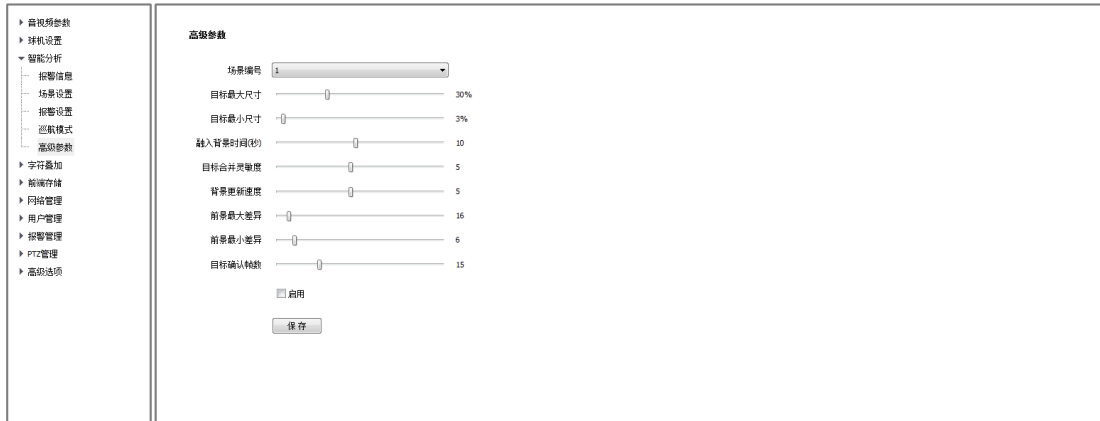 音视频参数
球机设置
智能分析
报警信息
场景设置
报警设置
巡航模式
高级参数
字符叠加
前端存储
网络管理
用户管理
报警管理
PTZ管理
高级选项
高级参数
场景编号 1
目标最大尺寸 30%
目标最小尺寸 3%
融入背景时间(秒) 10
目标合并灵敏度 5
背景更新速度 5
前景最大差异 16
前景最小差异 6
目标确认帧数 15
启用
保存